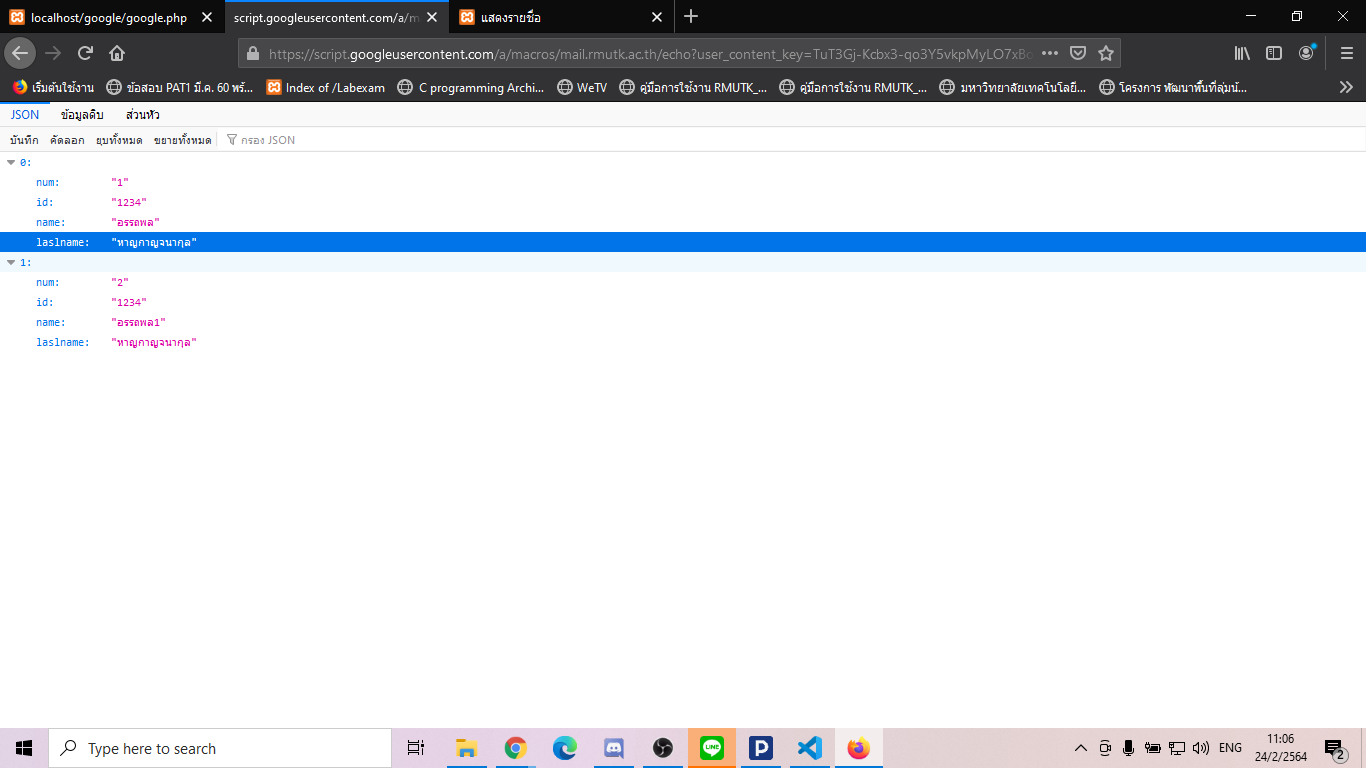 localhost/google/google.php
script.googleusercontent.com/a/m
แสดงรายชื่อ
https://script.googleusercontent.com/a/macros/mail.rmutk.ac.th/echo?user_content_key=TuT3Gj-Kcbx3-qo3Y5vkpMyLO7xBo
เริ่มต้นใช้งาน
ข้อสอบ PAT1 มี.ค. 60 พร้...
Index of /Labexam
C programming Archi...
WeTV
คู่มือการใช้งาน RMUTK_...
คู่มือการใช้งาน RMUTK_...
มหาวิทยาลัยเทคโนโลยี...
โครงการ พัฒนาพื้นที่ลุ่มน้...
JSON ข้อมูลดิบ ส่วนหัว
บันทึก คัดลอก ยุบทั้งหมด ขยายทั้งหมด กรอง JSON
0:
num: "1"
id: "1234"
name: "อรรถพล"
laslname: "หาญกาญจนากุล"
1:
num: "2"
id: "1234"
name: "อรรถพล1"
laslname: "หาญกาญจนากุล"
Type here to search
LINE
P
ENG
11:06
24/2/2564
2